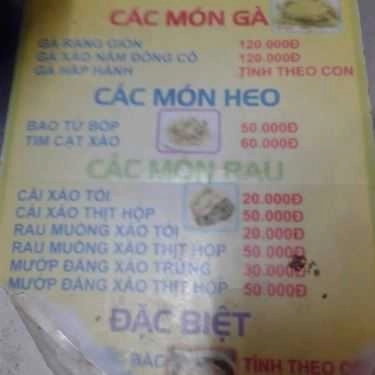 CÁC MÓN GÀ
GÀ RANG GIÒN 120.000Đ
GÀ XÀO NẤM ĐÔNG CÔ 120.000Đ
GÀ HẤP HÀNH TÍNH THEO CON
CÁC MÓN HEO
BAO TỬ BÓP 50.000Đ
TIM CẬT XÀO 60.000Đ
CÁC MÓN RAU
CẢI XÀO TỎI 20.000Đ
CẢI XÀO THỊT HỘP 50.000Đ
RAU MUỐNG XÀO TỎI 20.000Đ
RAU MUỐNG XÀO THỊT HỘP 50.000Đ
MƯỚP ĐẮNG XÀO TRỨNG 30.000Đ
MƯỚP ĐẮNG XÀO THỊT HỘP 50.000Đ
ĐẶC BIỆT
TÍNH THEO